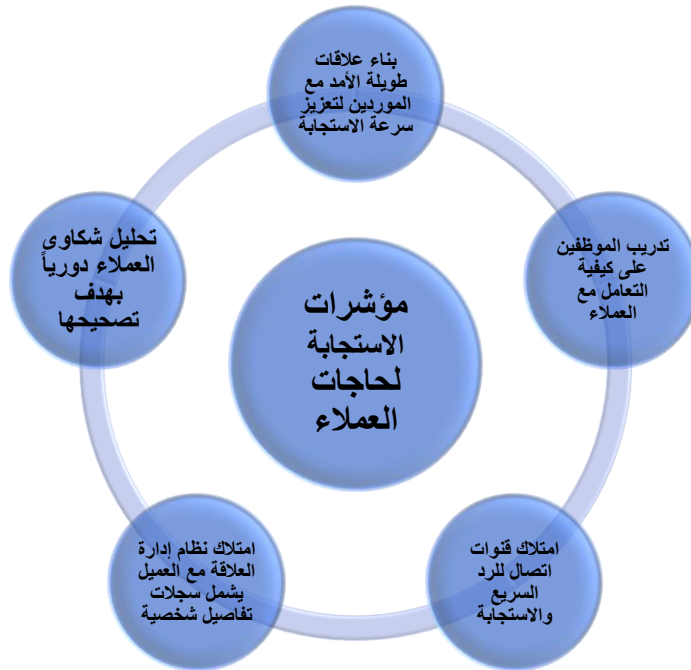 بناء علاقات
طويلة الأمد مع
الموردين لتعزيز
سرعة الاستجابة
تدريب الموظفين
على كيفية
التعامل مع
العملاء
امتلاك قنوات
اتصال للرد
السريع
والاستجابة
امتلاك نظام إدارة
العلاقة مع العميل
يشمل سجلات
تفاصيل شخصية
تحليل شكاوى
العملاء دورياً
بهدف
تصحيحها
مؤشرات
الاستجابة
لحاجات
العملاء